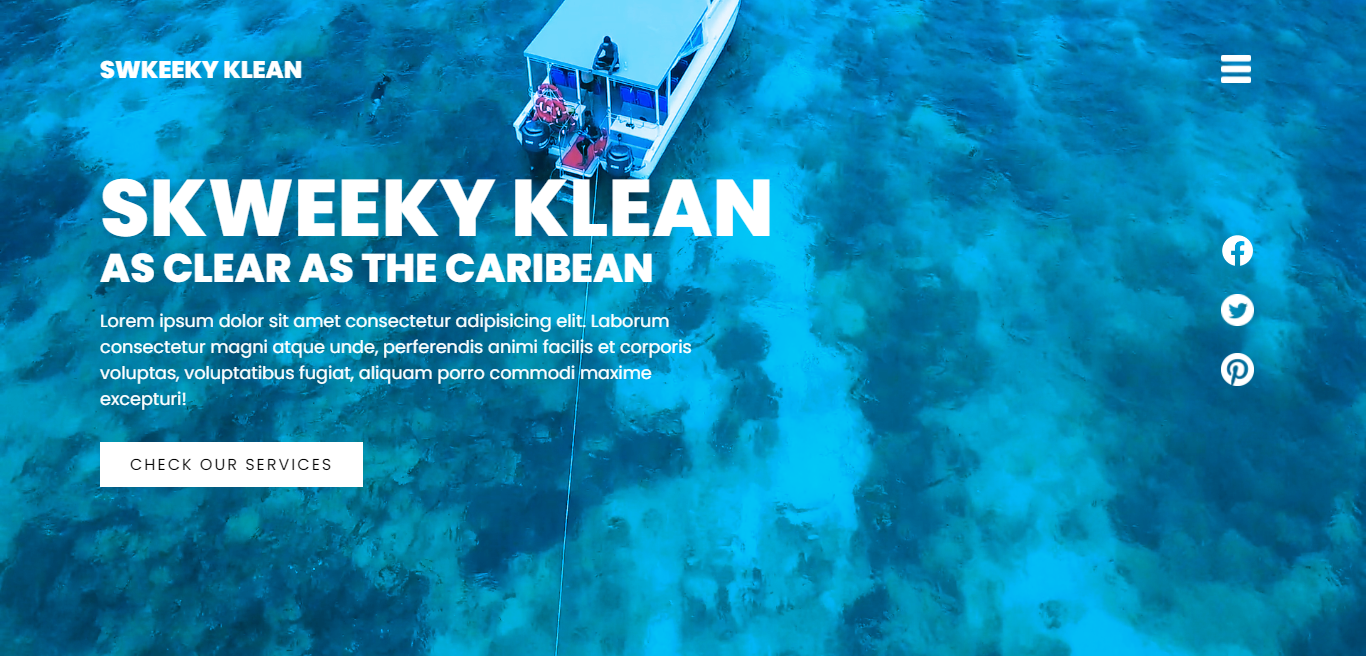 SWKEEKY KLEAN
SKWEEKY KLEAN
AS CLEAR AS THE CARIBEAN
Lorem ipsum dolor sit amet consectetur adipisicing elit. Laborum
consectetur magni atque unde, perferendis animi facilis et corporis
voluptas, voluptatibus fugiat, aliquam porro commodi maxime
excepturi!
CHECK OUR SERVICES